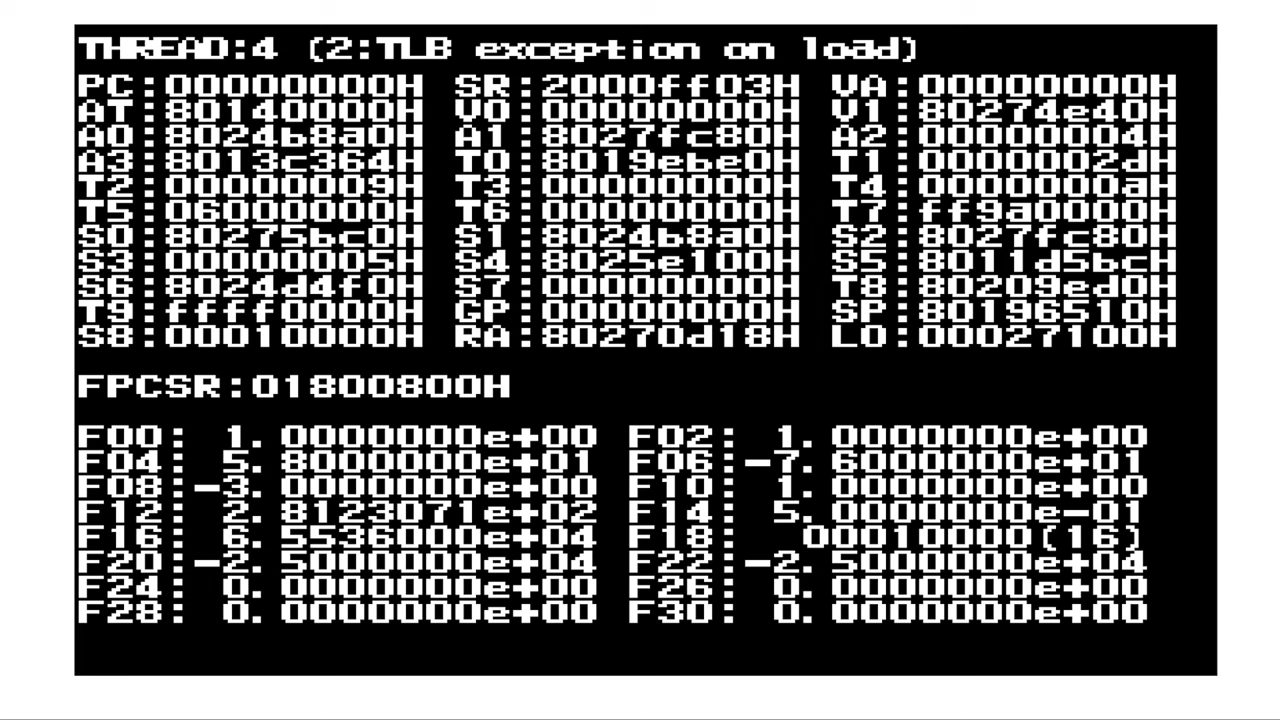 THREAD:4 (2:TLB exception on load)
PC:00000000H SR:2000ff03H VA:00000000H
AT:80140000H V0:00000000H V1:80274e40H
A0:8024b8a0H A1:8027fc80H A2:00000004H
A3:8013c364H T0:8019ebe0H T1:0000002dH
T2:00000009H T3:00000000H T4:0000000aH
T5:06000000H T6:00000000H T7:ff9a0000H
S0:80275bc0H S1:8024b8a0H S2:8027fc80H
S3:00000005H S4:8025e100H S5:8011d5bcH
S6:8024d4f0H S7:00000000H T8:80209ed0H
T9:ffff0000H GP:00000000H SP:80196510H
S8:00010000H RA:80270d18H LO:00027100H
FPCSR:01800800H
F00: 1.0000000e+00 F02: 1.0000000e+00
F04: 5.8000000e+01 F06:-7.6000000e+01
F08:-3.0000000e+00 F10: 1.0000000e+00
F12: 2.8123071e+02 F14: 5.0000000e-01
F16: 6.5536000e+04 F18: 00010000(16)
F20:-2.5000000e+04 F22:-2.5000000e+04
F24: 0.0000000e+00 F26: 0.0000000e+00
F28: 0.0000000e+00 F30: 0.0000000e+00